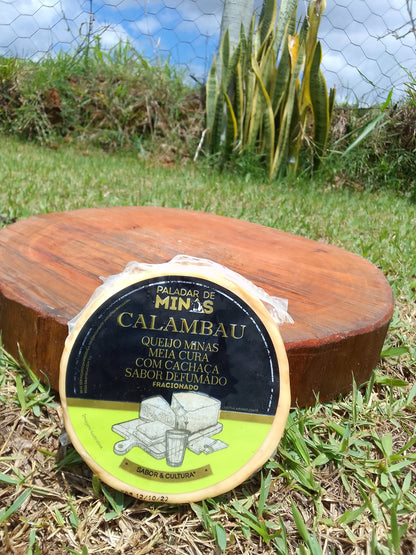 PALADAR DE
MINAS
CALAMBAU
QUEIJO MINAS
MEIA CURA
COM CACHAÇA
SABOR DEFUMADO
FRACIONADO
SABOR & CULTURA